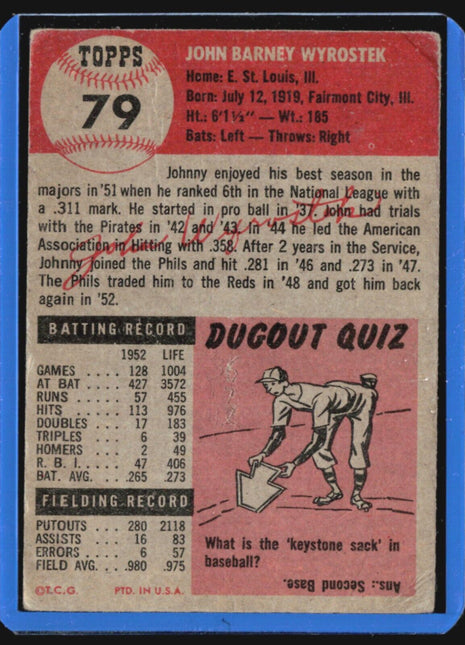 TOPPS
79
JOHN BARNEY WYROSTEK
Home: E. St. Louis, Ill.
Born: July 12, 1919, Fairmont City, Ill.
Ht.: 6'1½" — Wt.: 185
Bats: Left — Throws: Right
Johnny enjoyed his best season in the
majors in '51 when he ranked 6th in the National League with
a .311 mark. He started in pro ball in '37. John had trials
with the Pirates in '42 and '43. In '44 he led the American
Association in Hitting with .358. After 2 years in the Service,
Johnny joined the Phils and hit .281 in '46 and .273 in '47.
The Phils traded him to the Reds in '48 and got him back
again in '52.
John Wyrostek
BATTING RECORD
1952 LIFE
GAMES .... 128 1004
AT BAT .... 427 3572
RUNS .... 57 455
HITS .... 113 976
DOUBLES .... 17 183
TRIPLES .... 6 39
HOMERS .... 2 49
R. B. I. .... 47 406
BAT. AVG. ... .265 .273
FIELDING RECORD
PUTOUTS ... 280 2118
ASSISTS .... 16 83
ERRORS .... 6 57
FIELD AVG. .. .980 .975
©T.C.G. PTD. IN U.S.A.
DUGOUT QUIZ
What is the 'keystone sack' in
baseball?
Ans.: Second Base.